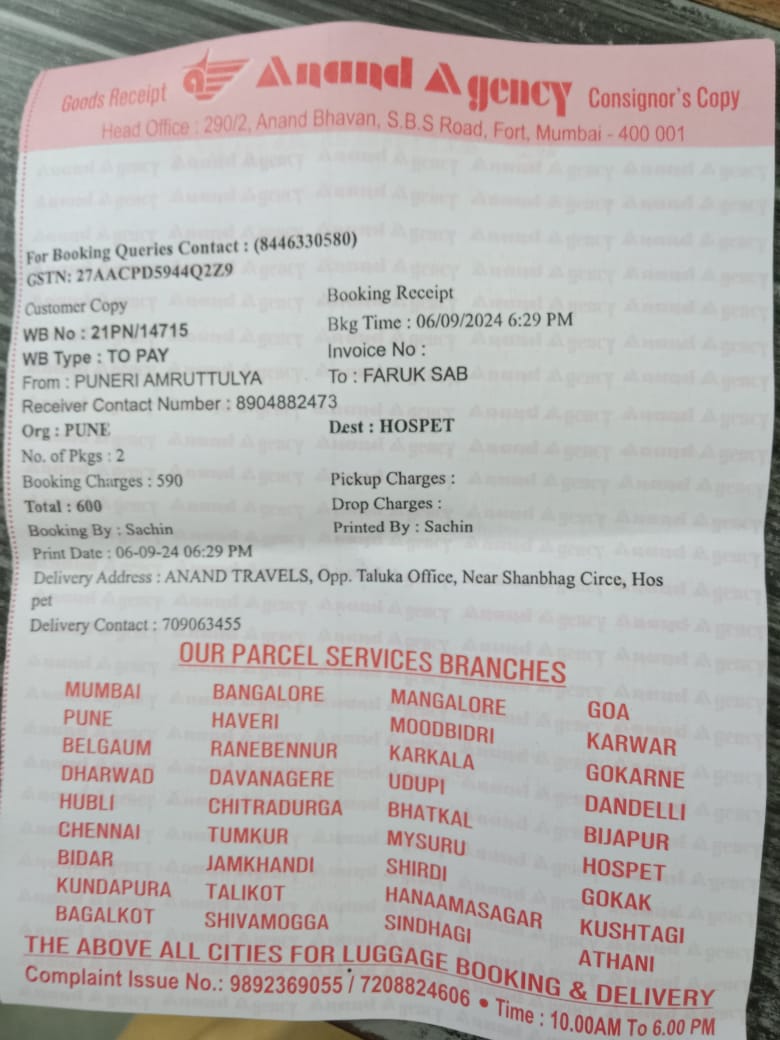 Goods Receipt Anand Agency Consignor's Copy
Head Office : 290/2, Anand Bhavan, S.B.S Road, Fort, Mumbai - 400 001
For Booking Queries Contact : (8446330580)
GSTN: 27AACPD5944Q2Z9
Customer Copy Booking Receipt
WB No : 21PN/14715 Bkg Time : 06/09/2024 6:29 PM
WB Type : TO PAY Invoice No :
From : PUNERI AMRUTTULYA To : FARUK SAB
Receiver Contact Number : 8904882473
Org : PUNE Dest : HOSPET
No. of Pkgs : 2
Booking Charges : 590 Pickup Charges :
Total : 600 Drop Charges :
Booking By : Sachin Printed By : Sachin
Print Date : 06-09-24 06:29 PM
Delivery Address : ANAND TRAVELS, Opp. Taluka Office, Near Shanbhag Circe, Hos
pet
Delivery Contact : 709063455
OUR PARCEL SERVICES BRANCHES
MUMBAI BANGALORE MANGALORE GOA
PUNE HAVERI MOODBIDRI KARWAR
BELGAUM RANEBENNUR KARKALA GOKARNE
DHARWAD DAVANAGERE UDUPI DANDELLI
HUBLI CHITRADURGA BHATKAL BIJAPUR
CHENNAI TUMKUR MYSURU HOSPET
BIDAR JAMKHANDI SHIRDI GOKAK
KUNDAPURA TALIKOT HANAAMASAGAR KUSHTAGI
BAGALKOT SHIVAMOGGA SINDHAGI ATHANI
THE ABOVE ALL CITIES FOR LUGGAGE BOOKING & DELIVERY
Complaint Issue No.: 9892369055 / 7208824606 • Time : 10.00AM To 6.00 PM